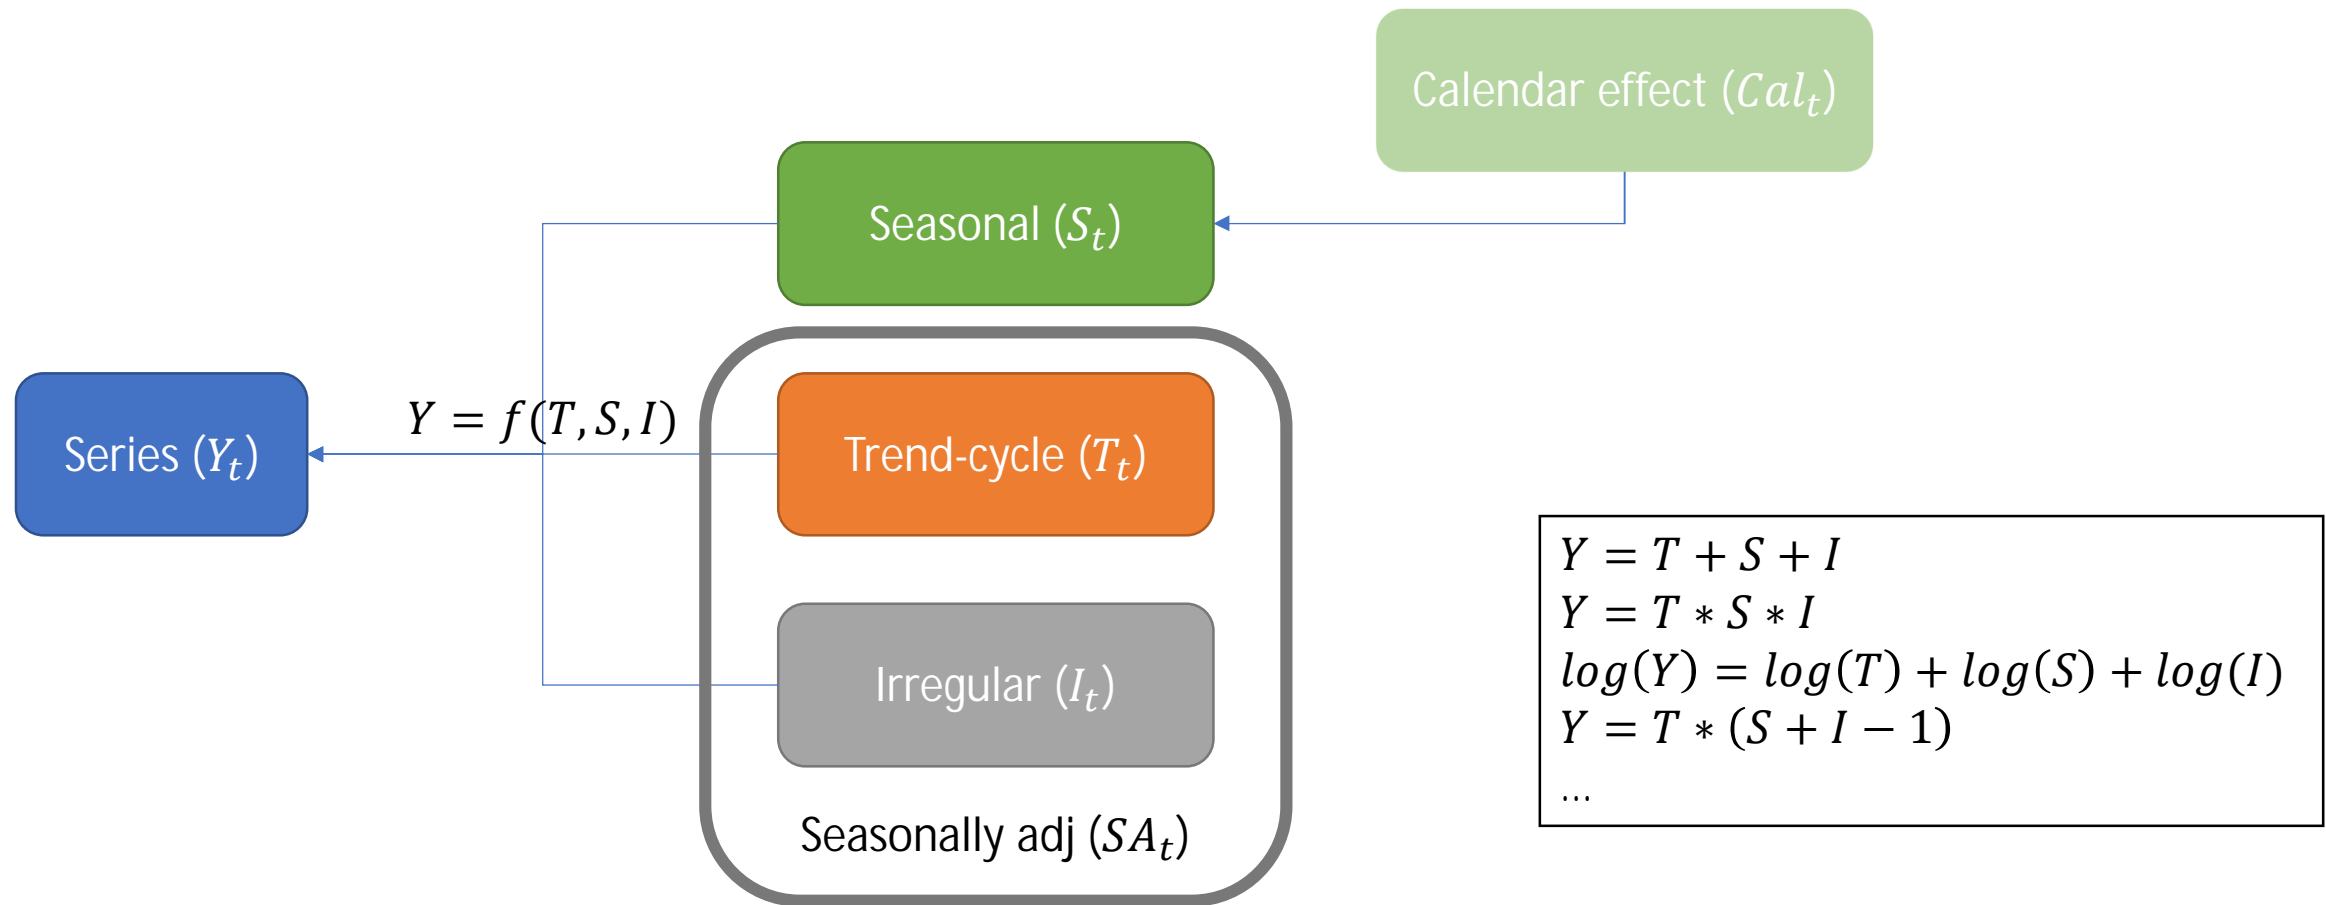 Calendar effect (Cal_t)
Seasonal (S_t)
Y = f(T, S, I)
Series (Y_t)
Trend-cycle (T_t)
Irregular (I_t)
Seasonally adj (SA_t)
Y = T + S + I
Y = T ∗ S ∗ I
log(Y) = log(T) + log(S) + log(I)
Y = T ∗ (S + I − 1)
...